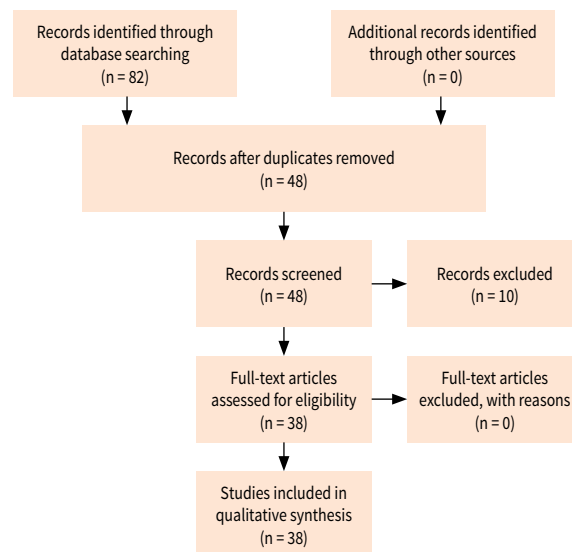 Records identified through
database searching
(n = 82)
Additional records identified
through other sources
(n = 0)
Records after duplicates removed
(n = 48)
Records screened
(n = 48)
Records excluded
(n = 10)
Full-text articles
assessed for eligibility
(n = 38)
Full-text articles
excluded, with reasons
(n = 0)
Studies included in
qualitative synthesis
(n = 38)